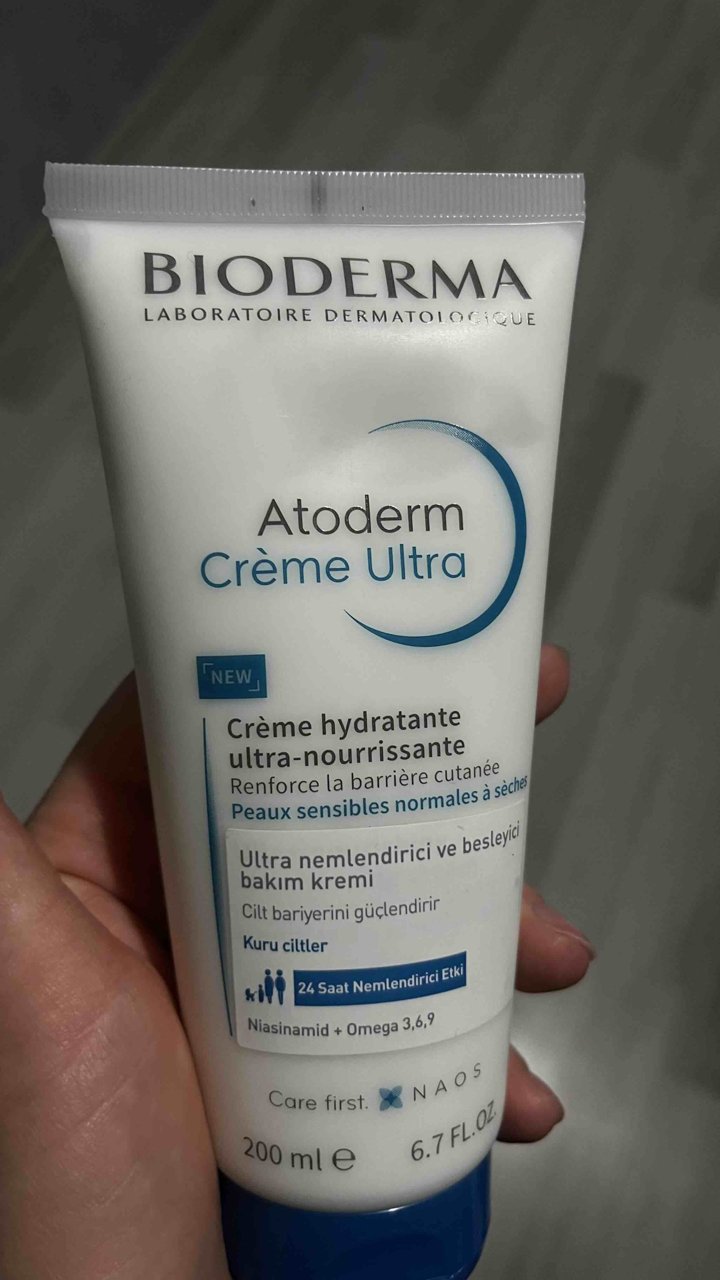 BIODERMA
LABORATOIRE DERMATOLOGIQUE
Atoderm
Crème Ultra
NEW
Crème hydratante
ultra-nourrissante
Renforce la barrière cutanée
Peaux sensibles normales à sèches
Ultra nemlendirici ve besleyici
bakım kremi
Cilt bariyerini güçlendirir
Kuru ciltler
24 Saat Nemlendirici Etki
Niasinamid + Omega 3,6,9
Care first. NAOS
200 ml ℮ 6.7 FL.OZ.